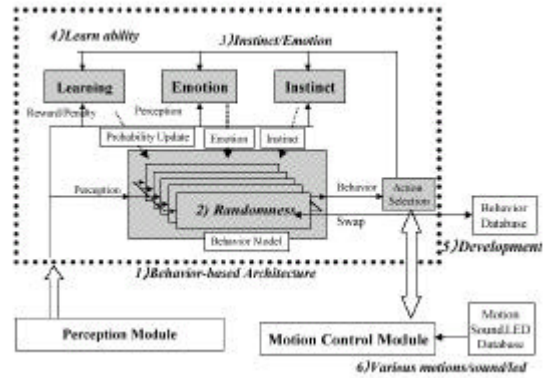 4)Learn ability
3)Instinct/Emotion
Learning
Emotion
Instinct
Reward/Penalty
Perception
Probability Update
Emotion
Instinct
Perception
2) Randomness
Behavior
Action
Selection
Swap
Behavior
Database
Behavior Model
5)Development
1)Behavior-based Architecture
Perception Module
Motion Control Module
Motion
Sound,LED
Database
6)Various motions/sound/led